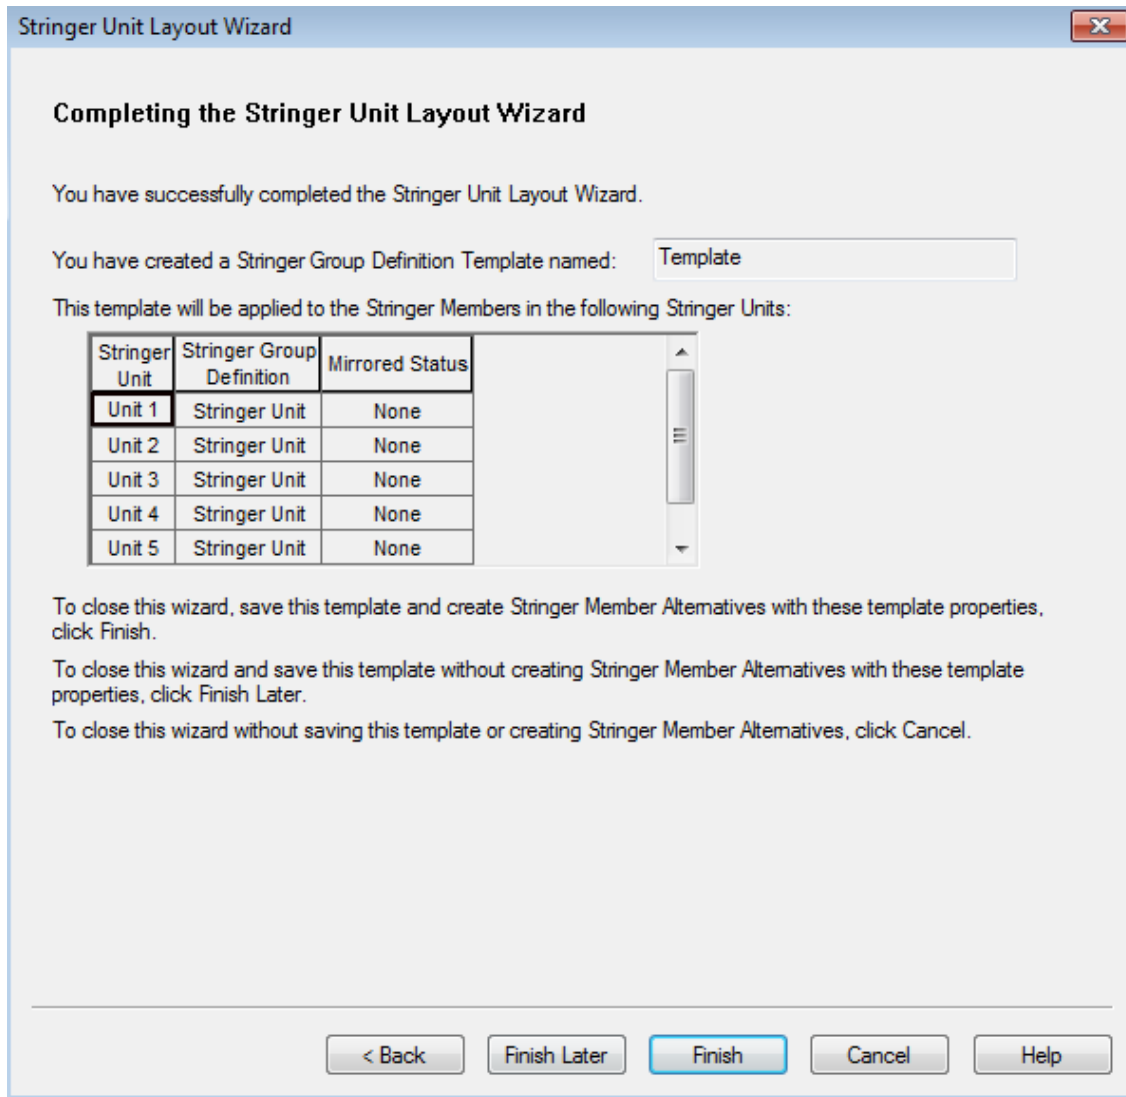 Stringer Unit Layout Wizard
Completing the Stringer Unit Layout Wizard
You have successfully completed the Stringer Unit Layout Wizard.
You have created a Stringer Group Definition Template named: Template
This template will be applied to the Stringer Members in the following Stringer Units:
Stringer Unit Stringer Group Definition Mirrored Status
Unit 1 Stringer Unit None
Unit 2 Stringer Unit None
Unit 3 Stringer Unit None
Unit 4 Stringer Unit None
Unit 5 Stringer Unit None
To close this wizard, save this template and create Stringer Member Alternatives with these template properties,
click Finish.
To close this wizard and save this template without creating Stringer Member Alternatives with these template
properties, click Finish Later.
To close this wizard without saving this template or creating Stringer Member Alternatives, click Cancel.
< Back Finish Later Finish Cancel Help